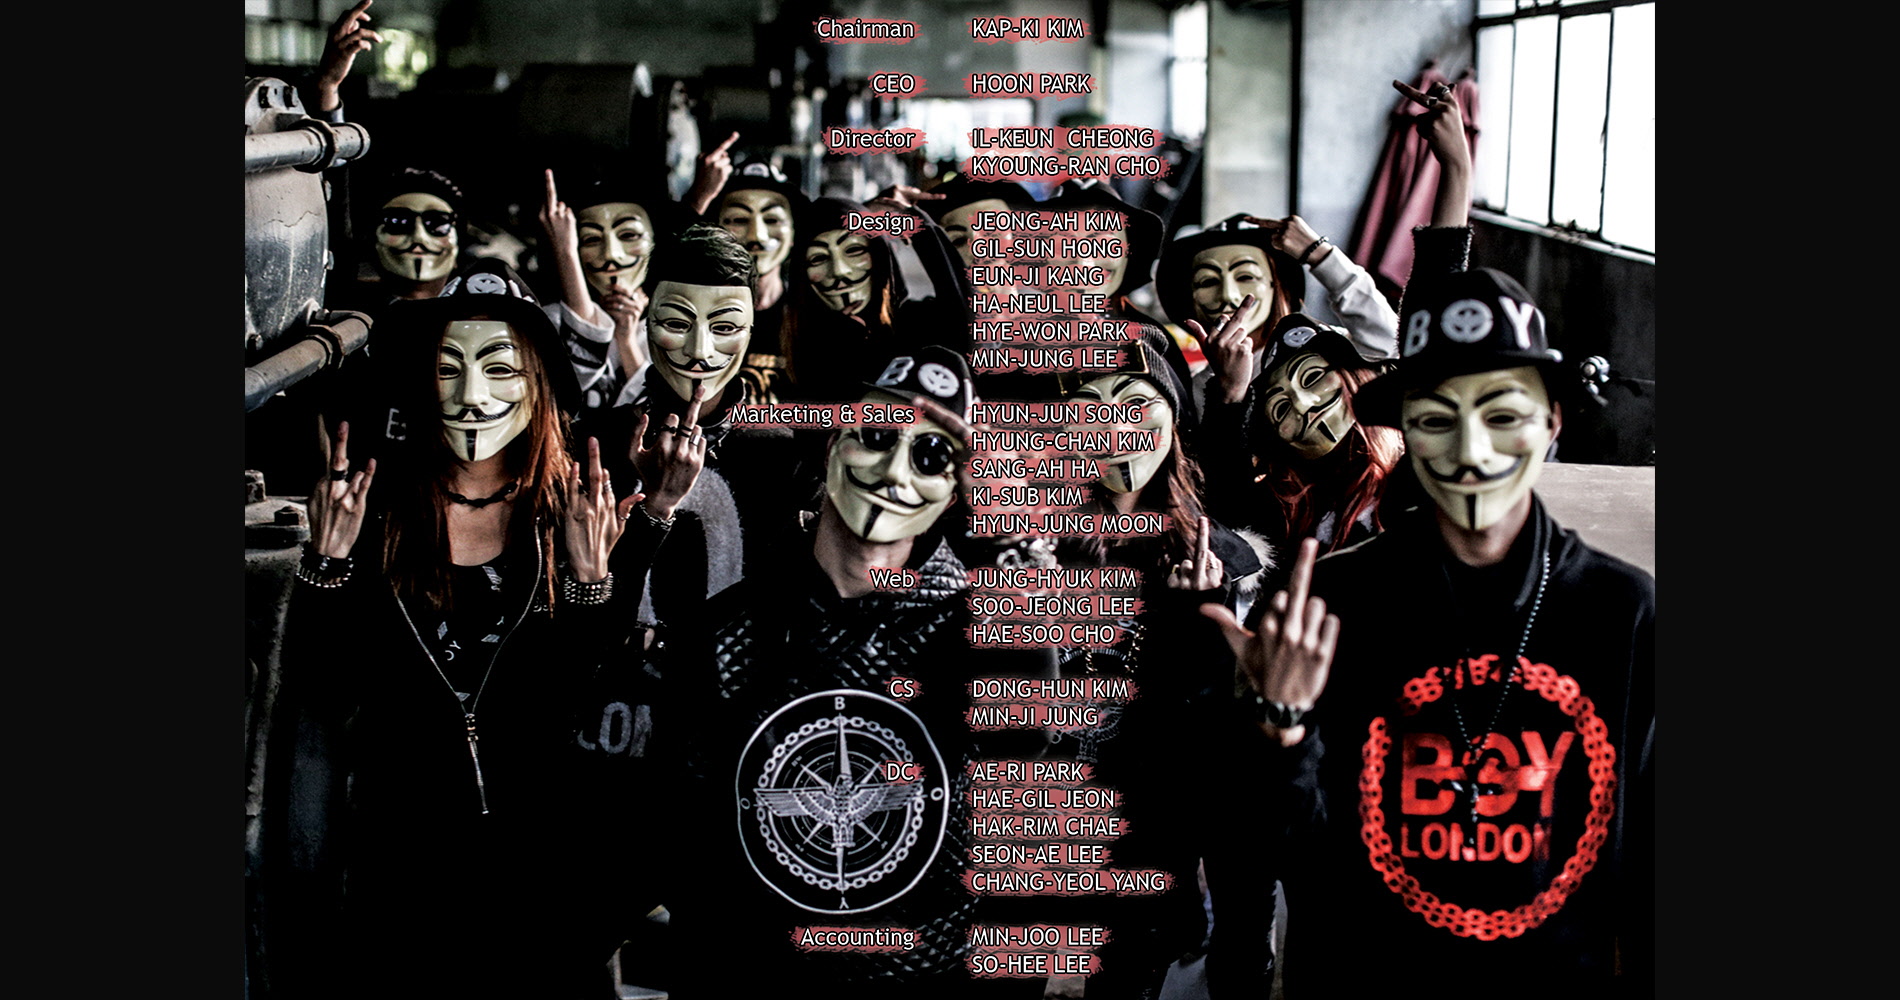 Chairman KAP-KI KIM
CEO HOON PARK
Director IL-KEUN CHEONG
KYOUNG-RAN CHO
Design JEONG-AH KIM
GIL-SUN HONG
EUN-JI KANG
HA-NEUL LEE
HYE-WON PARK
MIN-JUNG LEE
BOY
B
Marketing & Sales HYUN-JUN SONG
HYUNG-CHAN KIM
SANG-AH HA
KI-SUB KIM
HYUN-JUNG MOON
Web JUNG-HYUK KIM
SOO-JEONG LEE
HAE-SOO CHO
CS DONG-HUN KIM
MIN-JI JUNG
B O Y O
BOY
LONDON
DC AE-RI PARK
HAE-GIL JEON
HAK-RIM CHAE
SEON-AE LEE
CHANG-YEOL YANG
Accounting MIN-JOO LEE
SO-HEE LEE